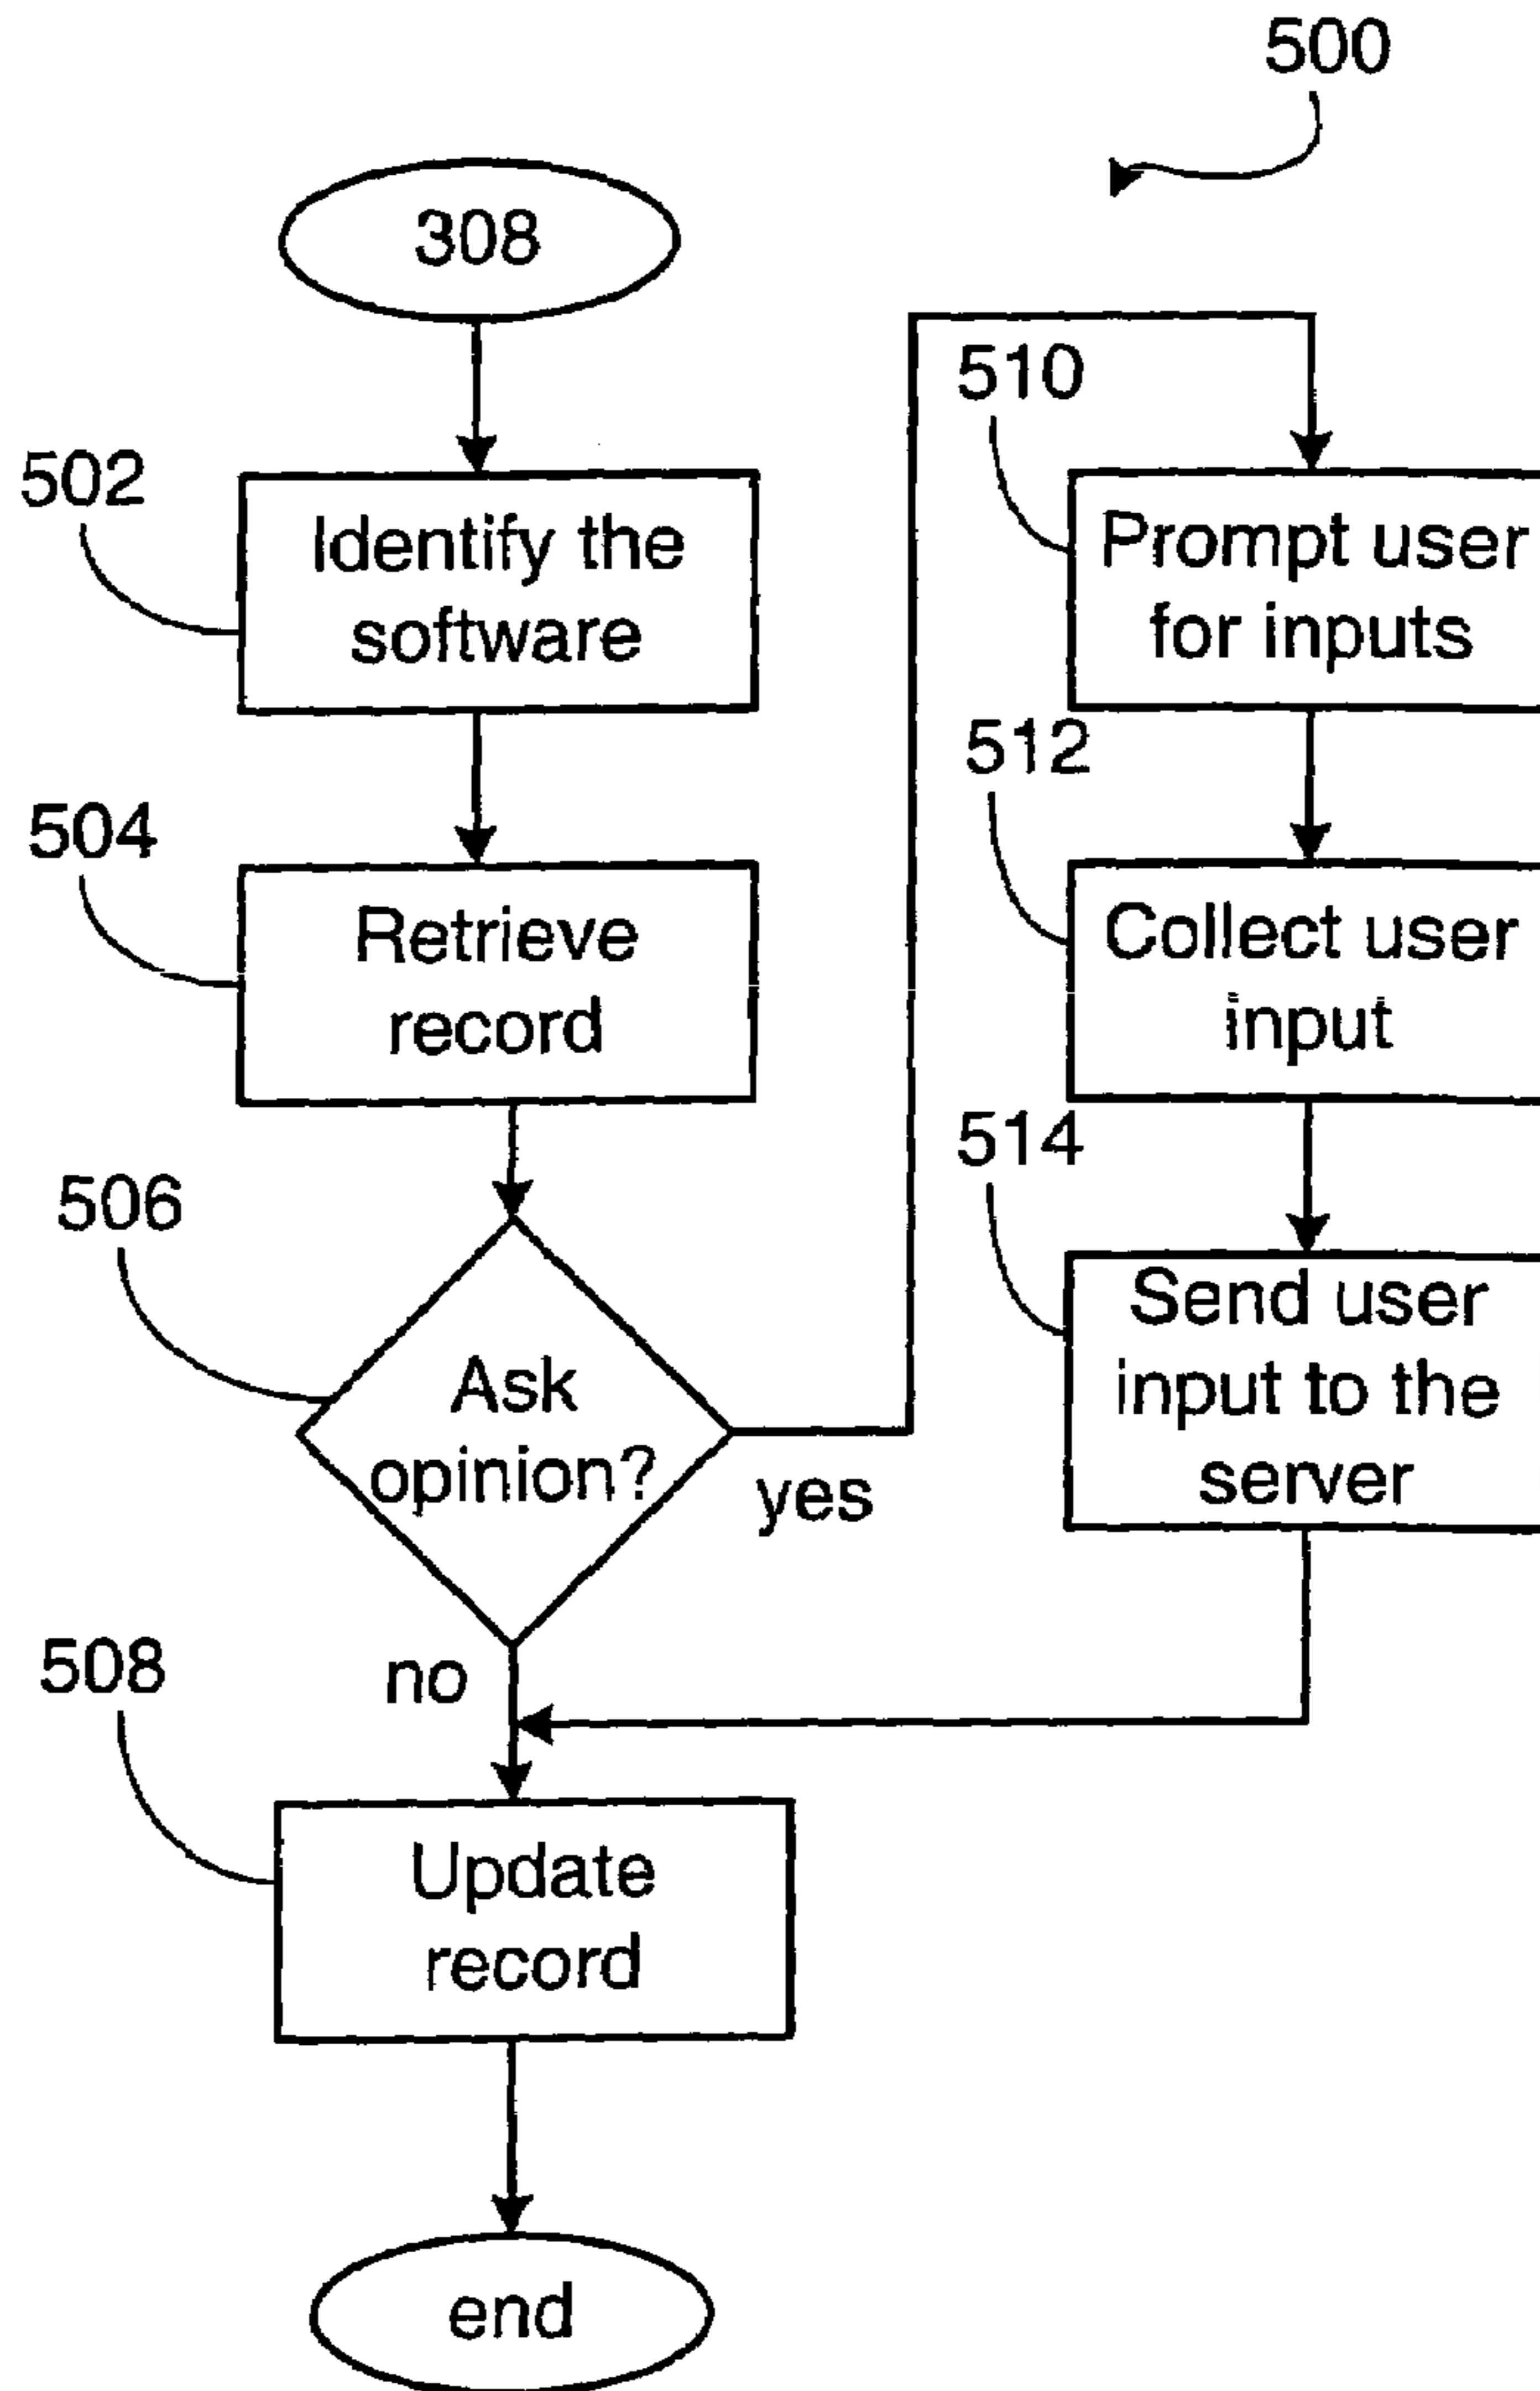 500
308
502
Identify the
software
504
Retrieve
record
506
Ask
opinion?
yes
no
508
Update
record
end
510
Prompt user
for inputs
512
Collect user
input
514
Send user
input to the
server